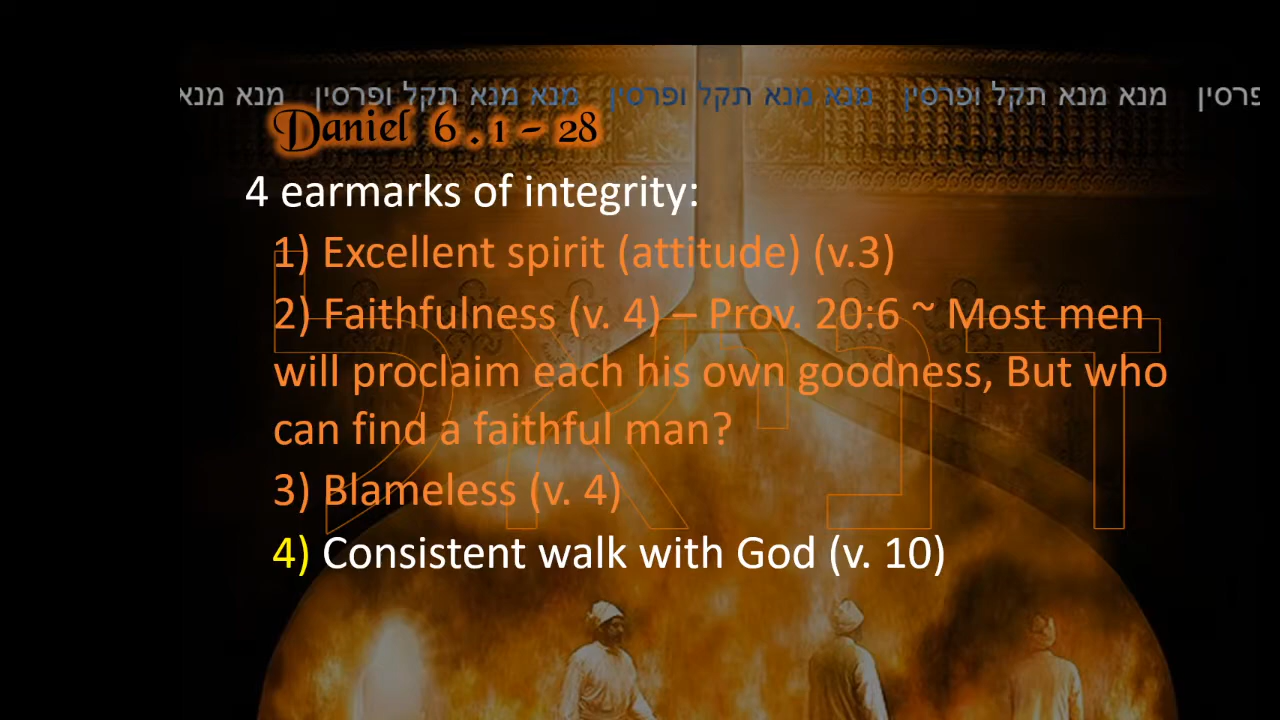 מנא מנא תקל ופרסין מנא מנא תקל ופרסין מנא מנא תקל ופרסין מנא מנא
Daniel 6 . 1 - 28
4 earmarks of integrity:
1) Excellent spirit (attitude) (v.3)
2) Faithfulness (v. 4) – Prov. 20:6 ~ Most men
will proclaim each his own goodness, But who
can find a faithful man?
3) Blameless (v. 4)
4) Consistent walk with God (v. 10)
דניאל